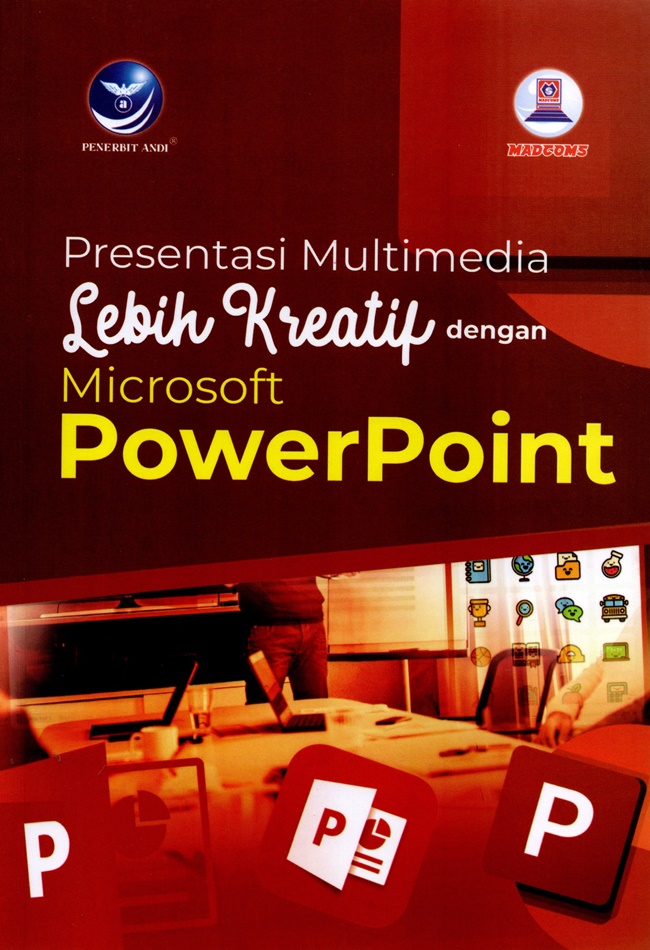 PENERBIT ANDI®
MADCOMS
Presentasi Multimedia
Lebih Kreatif dengan
Microsoft
PowerPoint
P
P
P